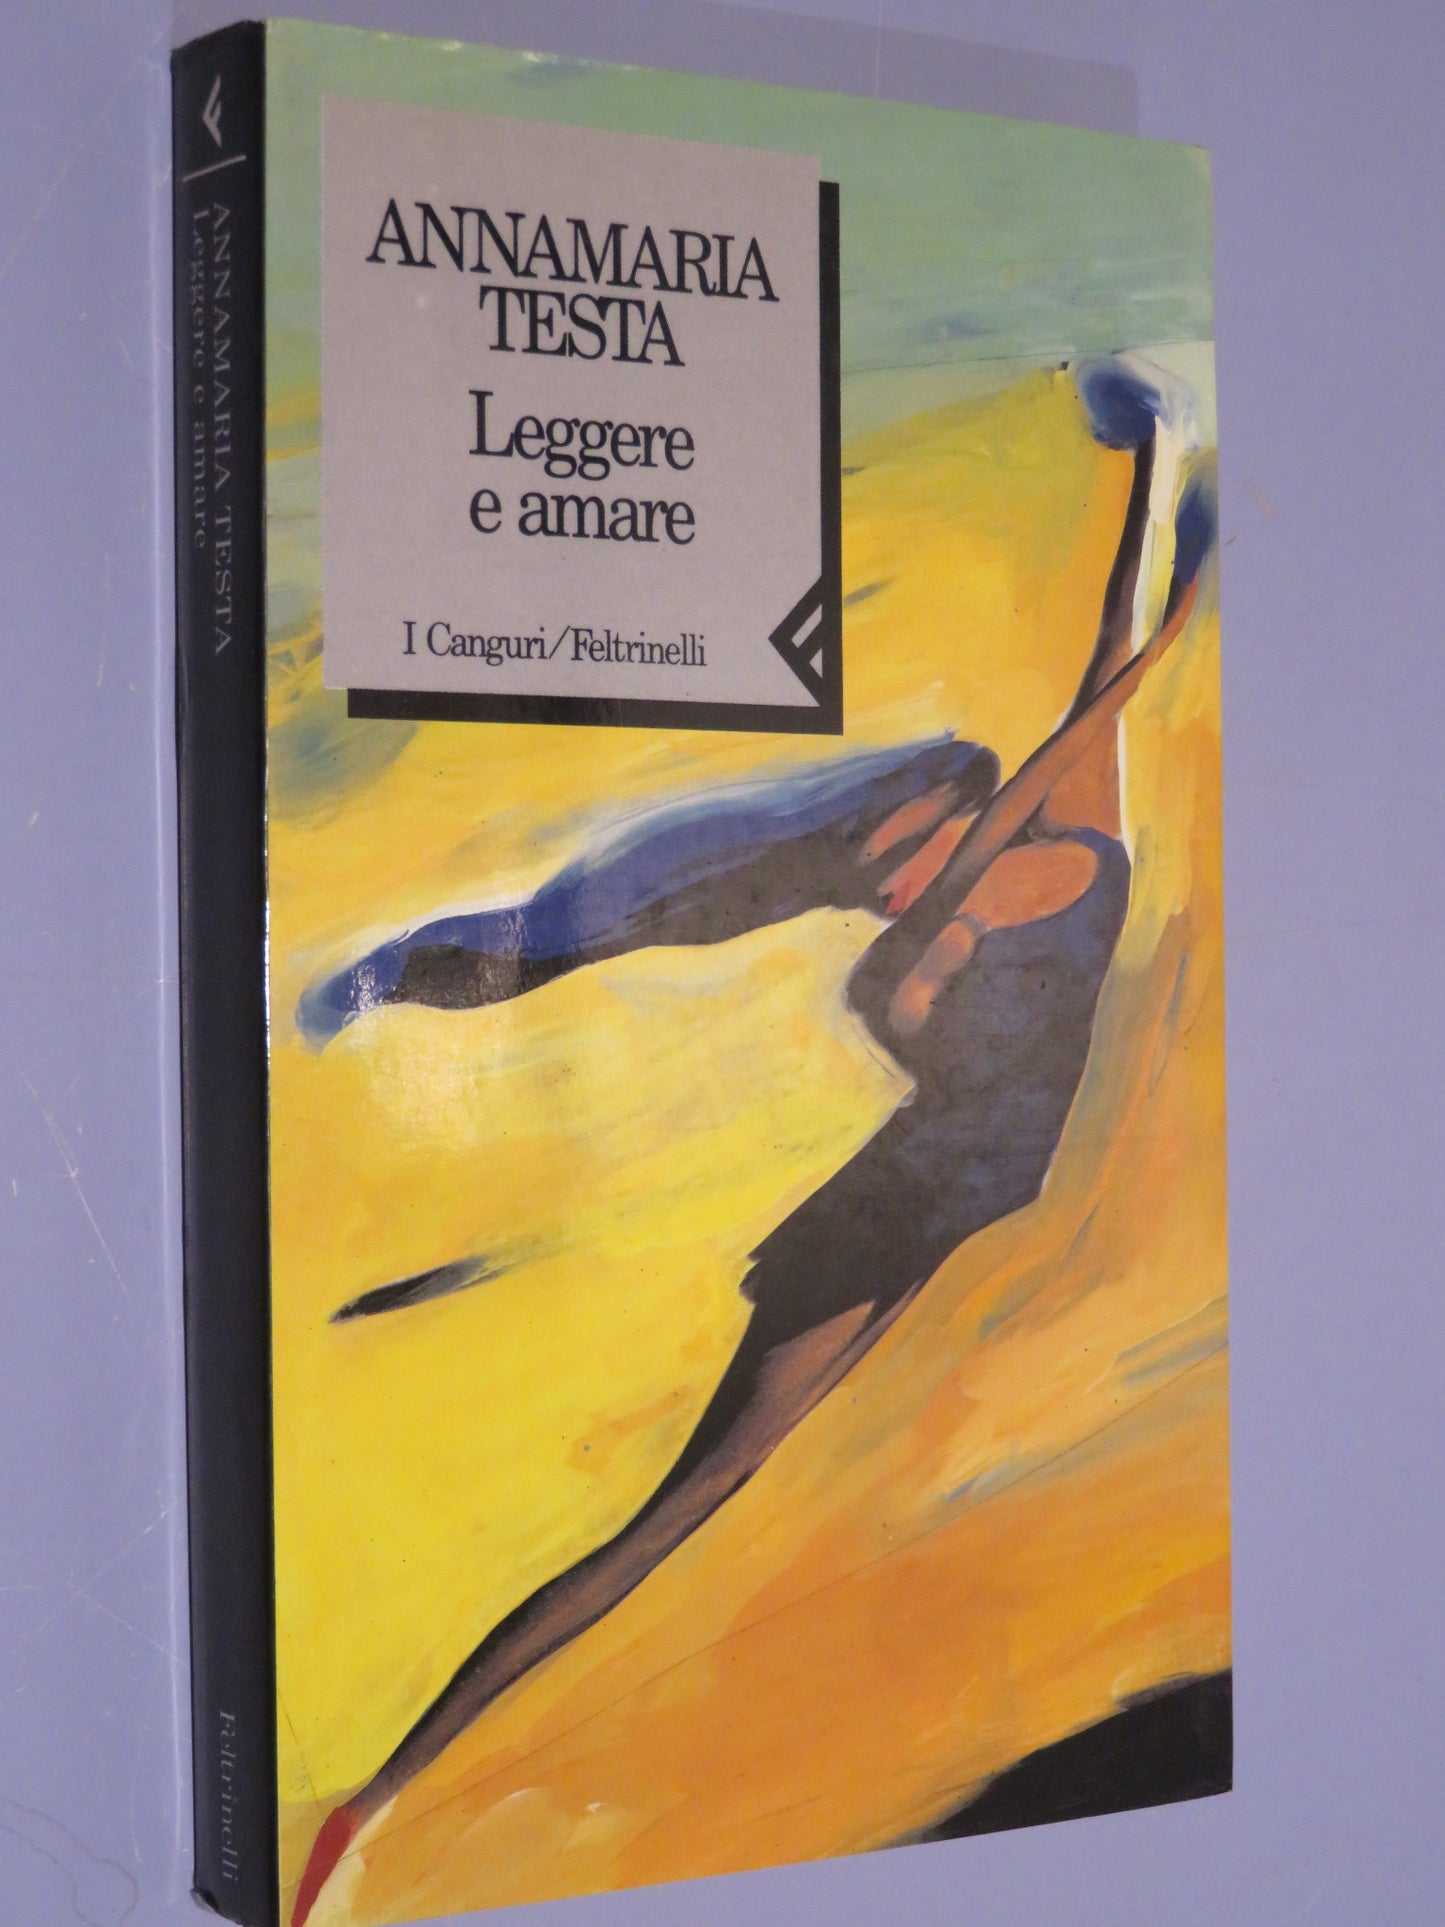 ANNAMARIA
TESTA
Leggere
e amare
I Canguri/Feltrinelli
ANNAMARIA TESTA
Leggere e amare
Feltrinelli